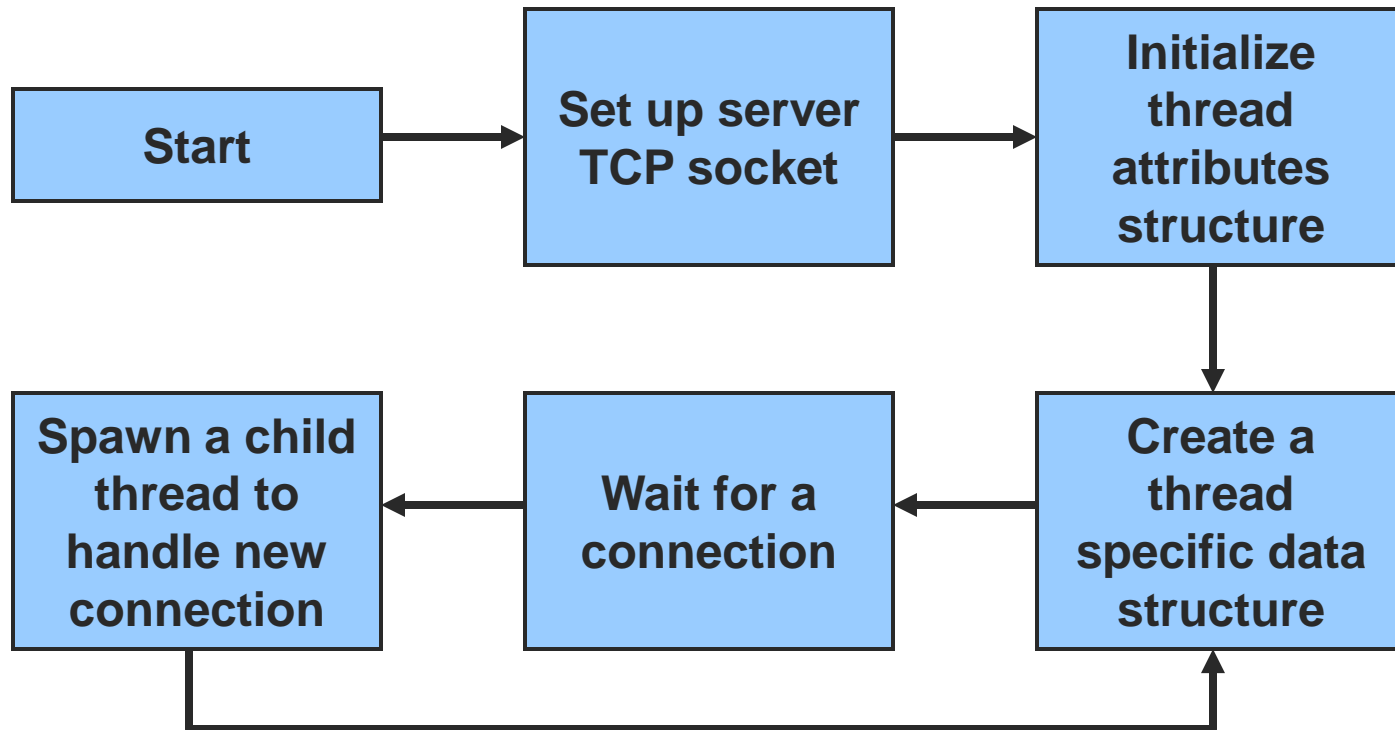 Start
Set up server
TCP socket
Initialize
thread
attributes
structure
Create a
thread
specific data
structure
Wait for a
connection
Spawn a child
thread to
handle new
connection